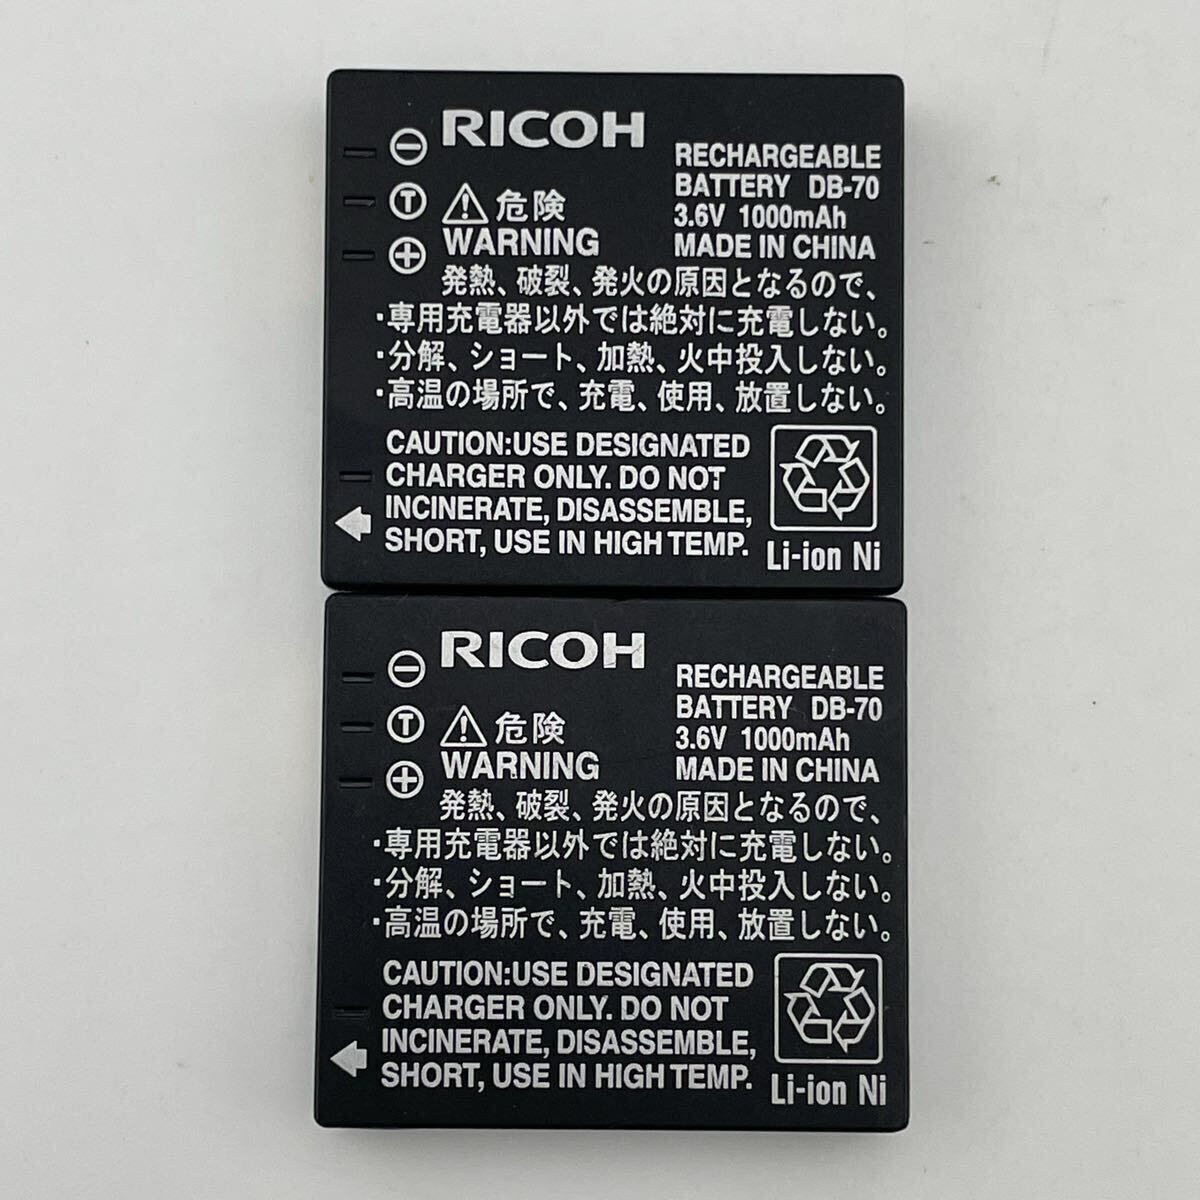 RICOH
RECHARGEABLE
BATTERY DB-70
3.6V 1000mAh
MADE IN CHINA
T
危険
WARNING
発熱、破裂、発火の原因となるので、
・専用充電器以外では絶対に充電しない。
・分解、ショート、加熱、火中投入しない。
・高温の場所で、充電、使用、放置しない。
CAUTION:USE DESIGNATED
CHARGER ONLY. DO NOT
INCINERATE, DISASSEMBLE,
SHORT, USE IN HIGH TEMP.
Li-ion Ni
RICOH
RECHARGEABLE
BATTERY DB-70
3.6V 1000mAh
MADE IN CHINA
T
危険
WARNING
発熱、破裂、発火の原因となるので、
・専用充電器以外では絶対に充電しない。
・分解、ショート、加熱、火中投入しない。
・高温の場所で、充電、使用、放置しない。
CAUTION:USE DESIGNATED
CHARGER ONLY. DO NOT
INCINERATE, DISASSEMBLE,
SHORT, USE IN HIGH TEMP.
Li-ion Ni